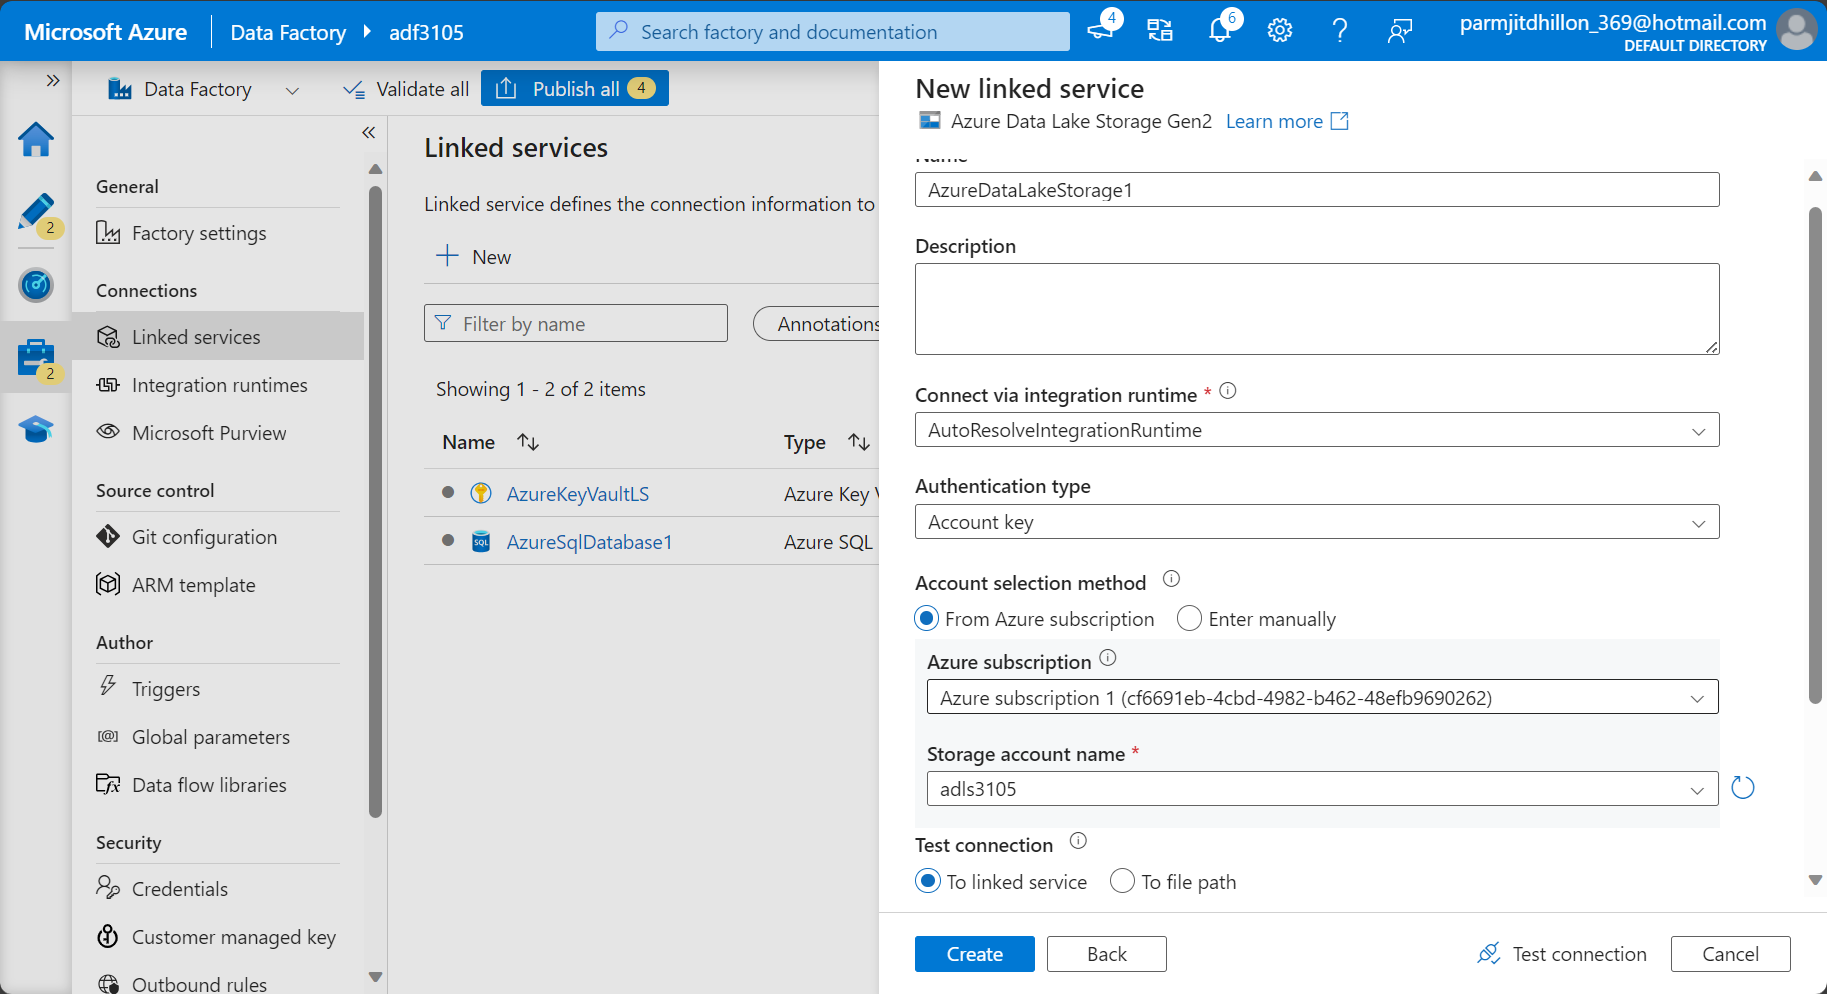 Microsoft Azure
Data Factory
adf3105
Search factory and documentation
4
6
parmjitdhillon_369@hotmail.com
DEFAULT DIRECTORY
Data Factory
Validate all
Publish all 4
2
2
General
Factory settings
Connections
Linked services
Integration runtimes
Microsoft Purview
Source control
Git configuration
ARM template
Author
Triggers
Global parameters
Data flow libraries
Security
Credentials
Customer managed key
Outbound rules
Linked services
Linked service defines the connection information to
New
Filter by name
Annotations
Showing 1 - 2 of 2 items
Name
Type
AzureKeyVaultLS
Azure Key V
SQL
AzureSqlDatabase1
Azure SQL
New linked service
Azure Data Lake Storage Gen2
Learn more
Name
AzureDataLakeStorage1
Description
Connect via integration runtime *
AutoResolveIntegrationRuntime
Authentication type
Account key
Account selection method
From Azure subscription
Enter manually
Azure subscription
Azure subscription 1 (cf6691eb-4cbd-4982-b462-48efb9690262)
Storage account name *
adls3105
Test connection
To linked service
To file path
Create
Back
Test connection
Cancel